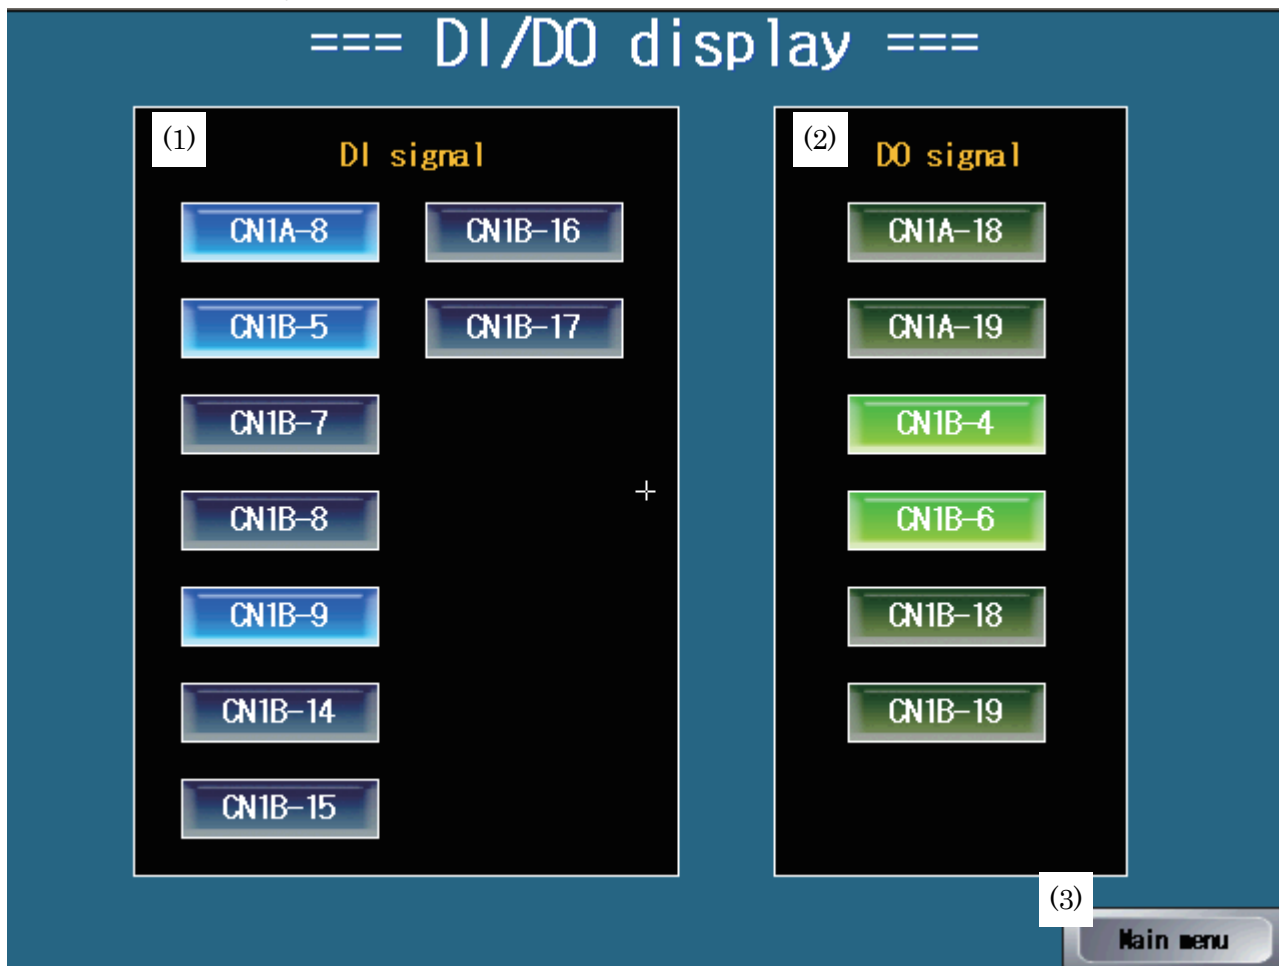 === DI/DO display ===
(1)
DI signal
CN1A-8
CN1B-16
CN1B-5
CN1B-17
CN1B-7
CN1B-8
CN1B-9
CN1B-14
CN1B-15
(2)
DO signal
CN1A-18
CN1A-19
CN1B-4
CN1B-6
CN1B-18
CN1B-19
(3)
Main menu